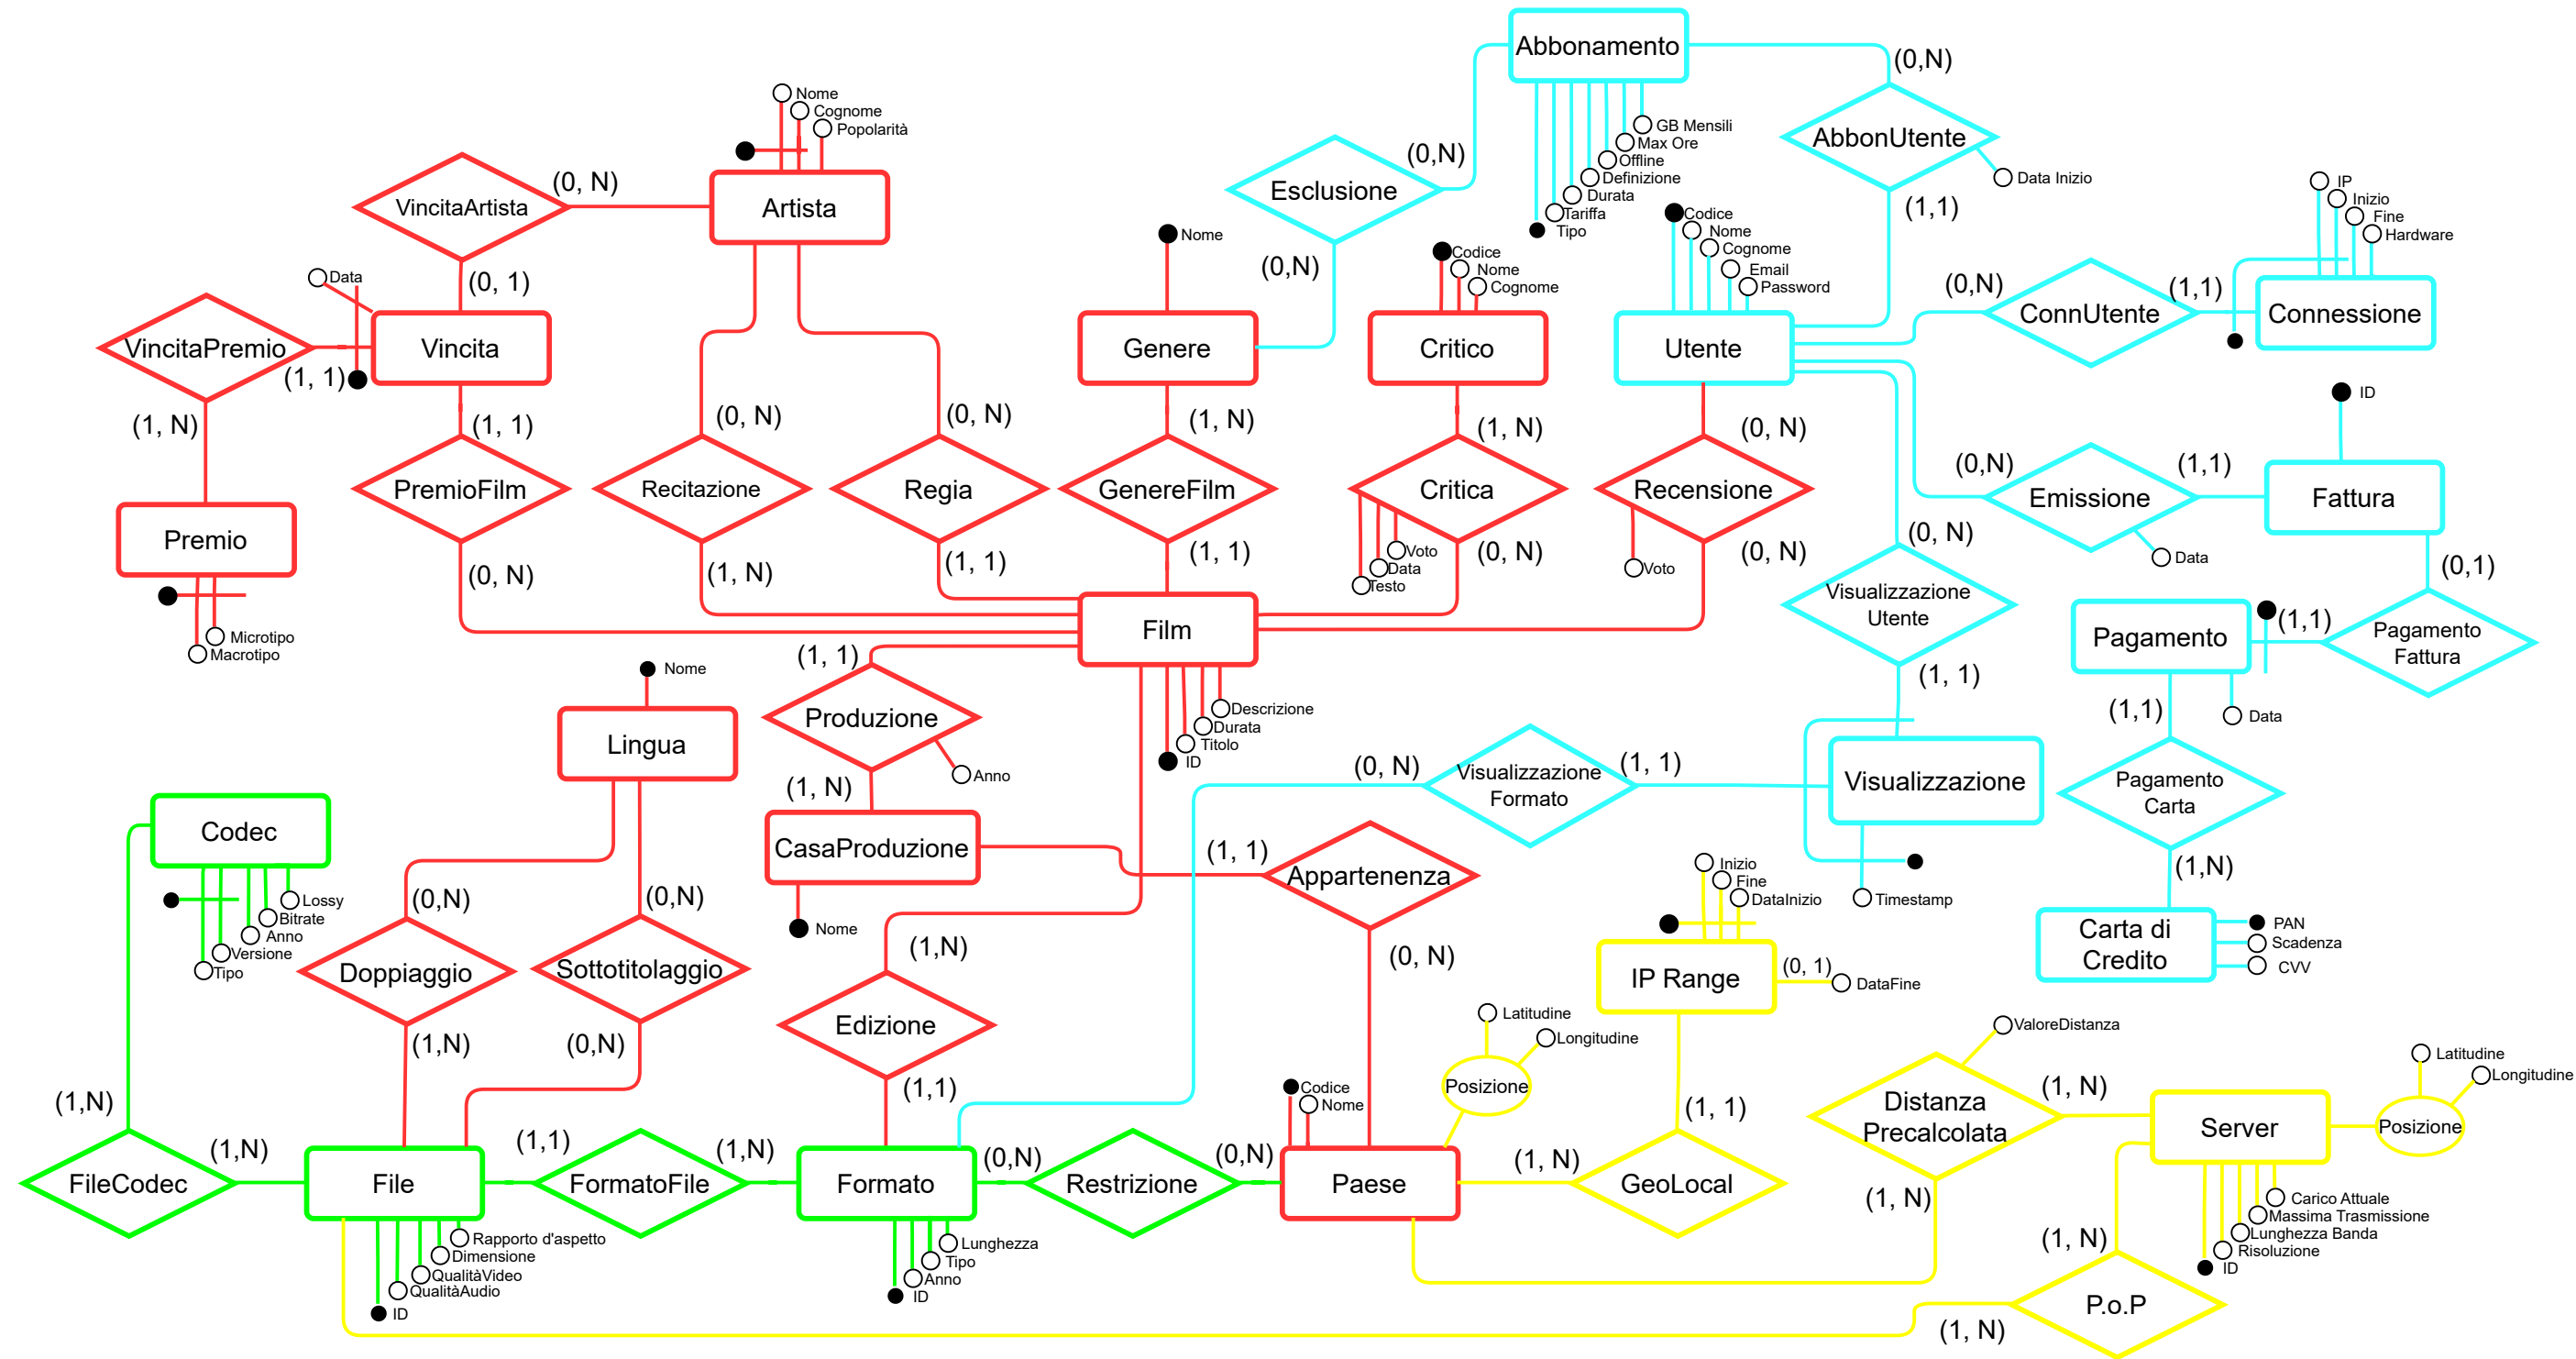 Abbonamento
(0,N)
GB Mensili
Max Ore
Offline
Definizione
Durata
Tariffa
Tipo
AbbonUtente
Data Inizio
(1,1)
(0,N)
Esclusione
(0,N)
Nome
Cognome
Popolarità
Artista
(0, N)
VincitaArtista
(0, 1)
Data
Vincita
VincitaPremio
(1, 1)
(1, N)
(1, 1)
Premio
Microtipo
Macrotipo
PremioFilm
(0, N)
(0, N)
Recitazione
(1, N)
(0, N)
Regia
(1, 1)
Nome
Genere
(1, N)
GenereFilm
(1, 1)
Codice
Nome
Cognome
Critico
(1, N)
Critica
Voto
Data
Testo
(0, N)
Codice
Nome
Cognome
Email
Password
Utente
(0, N)
Recensione
Voto
(0, N)
IP
Inizio
Fine
Hardware
(0,N)
ConnUtente
(1,1)
Connessione
ID
(0,N)
Emissione
(1,1)
Fattura
Data
(0,1)
(0, N)
Visualizzazione
Utente
(1, 1)
Pagamento
(1,1)
Pagamento
Fattura
Data
(1,1)
Pagamento
Carta
(1,N)
Carta di
Credito
PAN
Scadenza
CVV
Film
Descrizione
Durata
Titolo
ID
(1, 1)
Produzione
Anno
(1, N)
CasaProduzione
Nome
Nome
Lingua
(0, N)
Visualizzazione
Formato
(1, 1)
Visualizzazione
Timestamp
Codec
Lossy
Bitrate
Anno
Versione
Tipo
(0,N)
Doppiaggio
(1,N)
(0,N)
Sottotitolaggio
(0,N)
(1,N)
Edizione
(1,1)
(1, 1)
Appartenenza
(0, N)
Inizio
Fine
DataInizio
IP Range
(0, 1)
DataFine
(1, 1)
Latitudine
Longitudine
Posizione
Codice
Nome
ValoreDistanza
Distanza
Precalcolata
(1, N)
(1, N)
Latitudine
Longitudine
Posizione
Server
Carico Attuale
Massima Trasmissione
Lunghezza Banda
Risoluzione
ID
(1,N)
FileCodec
(1,N)
File
Rapporto d'aspetto
Dimensione
QualitàVideo
QualitàAudio
ID
(1,1)
FormatoFile
(1,N)
Formato
Lunghezza
Tipo
Anno
ID
(0,N)
Restrizione
(0,N)
Paese
(1, N)
GeoLocal
(1, N)
P.o.P
(1, N)